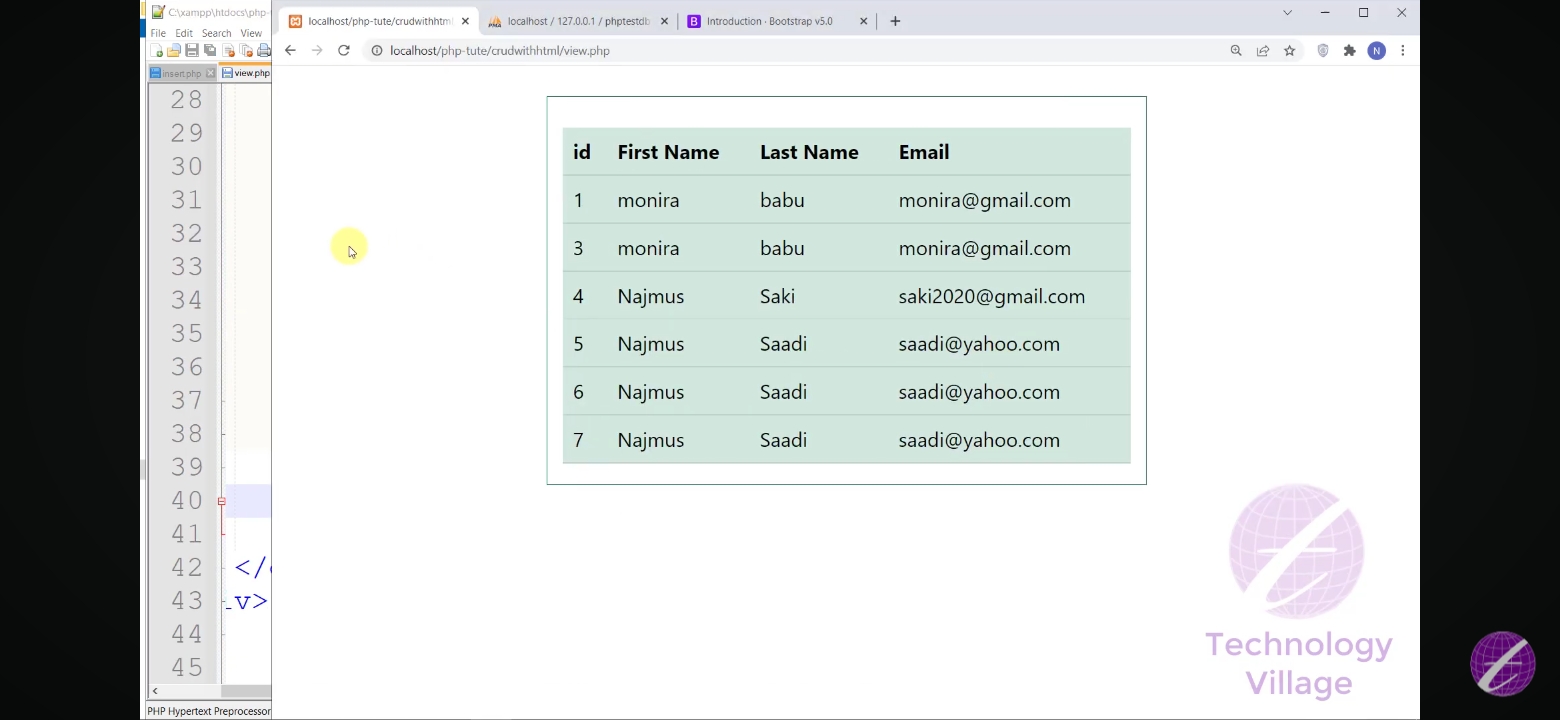 C:\xampp\htdocs\php-
File Edit Search View
insert.php view.php
localhost/php-tute/crudwithhtml
localhost / 127.0.0.1 / phptestdb
Introduction · Bootstrap v5.0
localhost/php-tute/crudwithhtml/view.php
N
28
29
30
31
32
33
34
35
36
37
38
39
40
41
42 </
43 v>
44
45
PHP Hypertext Preprocessor
id First Name Last Name Email
1 monira babu monira@gmail.com
3 monira babu monira@gmail.com
4 Najmus Saki saki2020@gmail.com
5 Najmus Saadi saadi@yahoo.com
6 Najmus Saadi saadi@yahoo.com
7 Najmus Saadi saadi@yahoo.com
Technology
Village